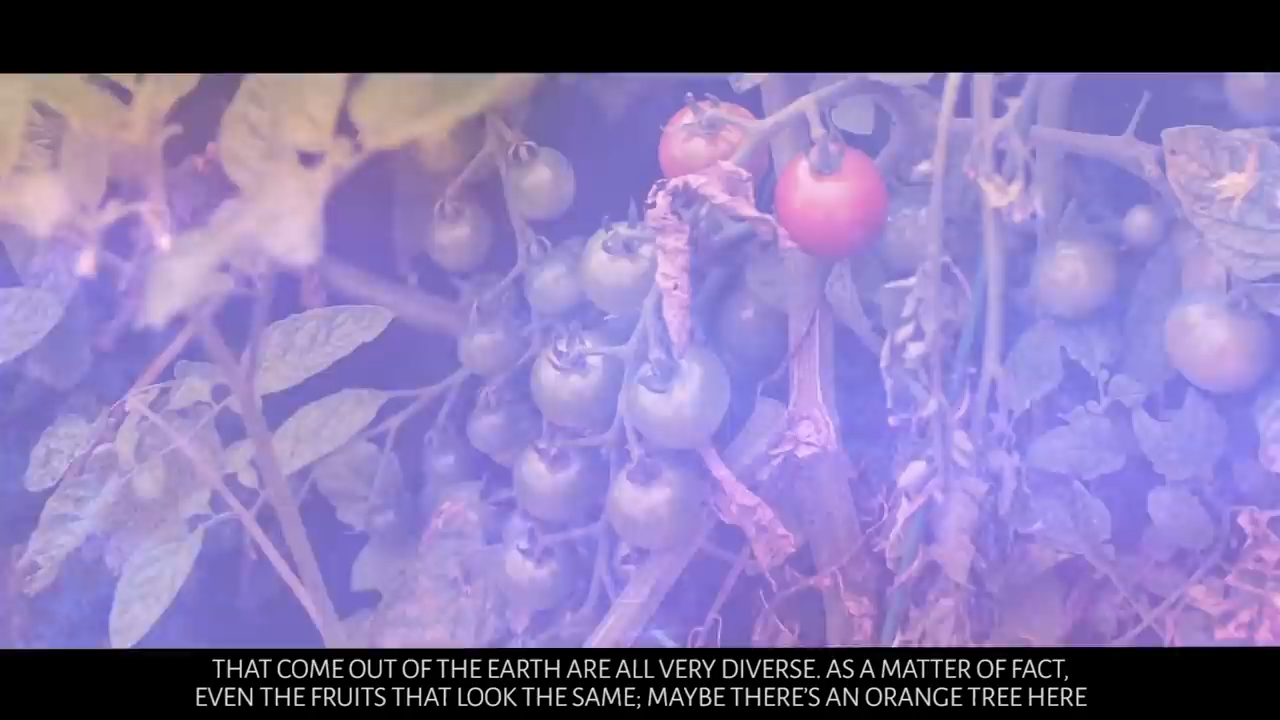 THAT COME OUT OF THE EARTH ARE ALL VERY DIVERSE. AS A MATTER OF FACT,
EVEN THE FRUITS THAT LOOK THE SAME; MAYBE THERE'S AN ORANGE TREE HERE